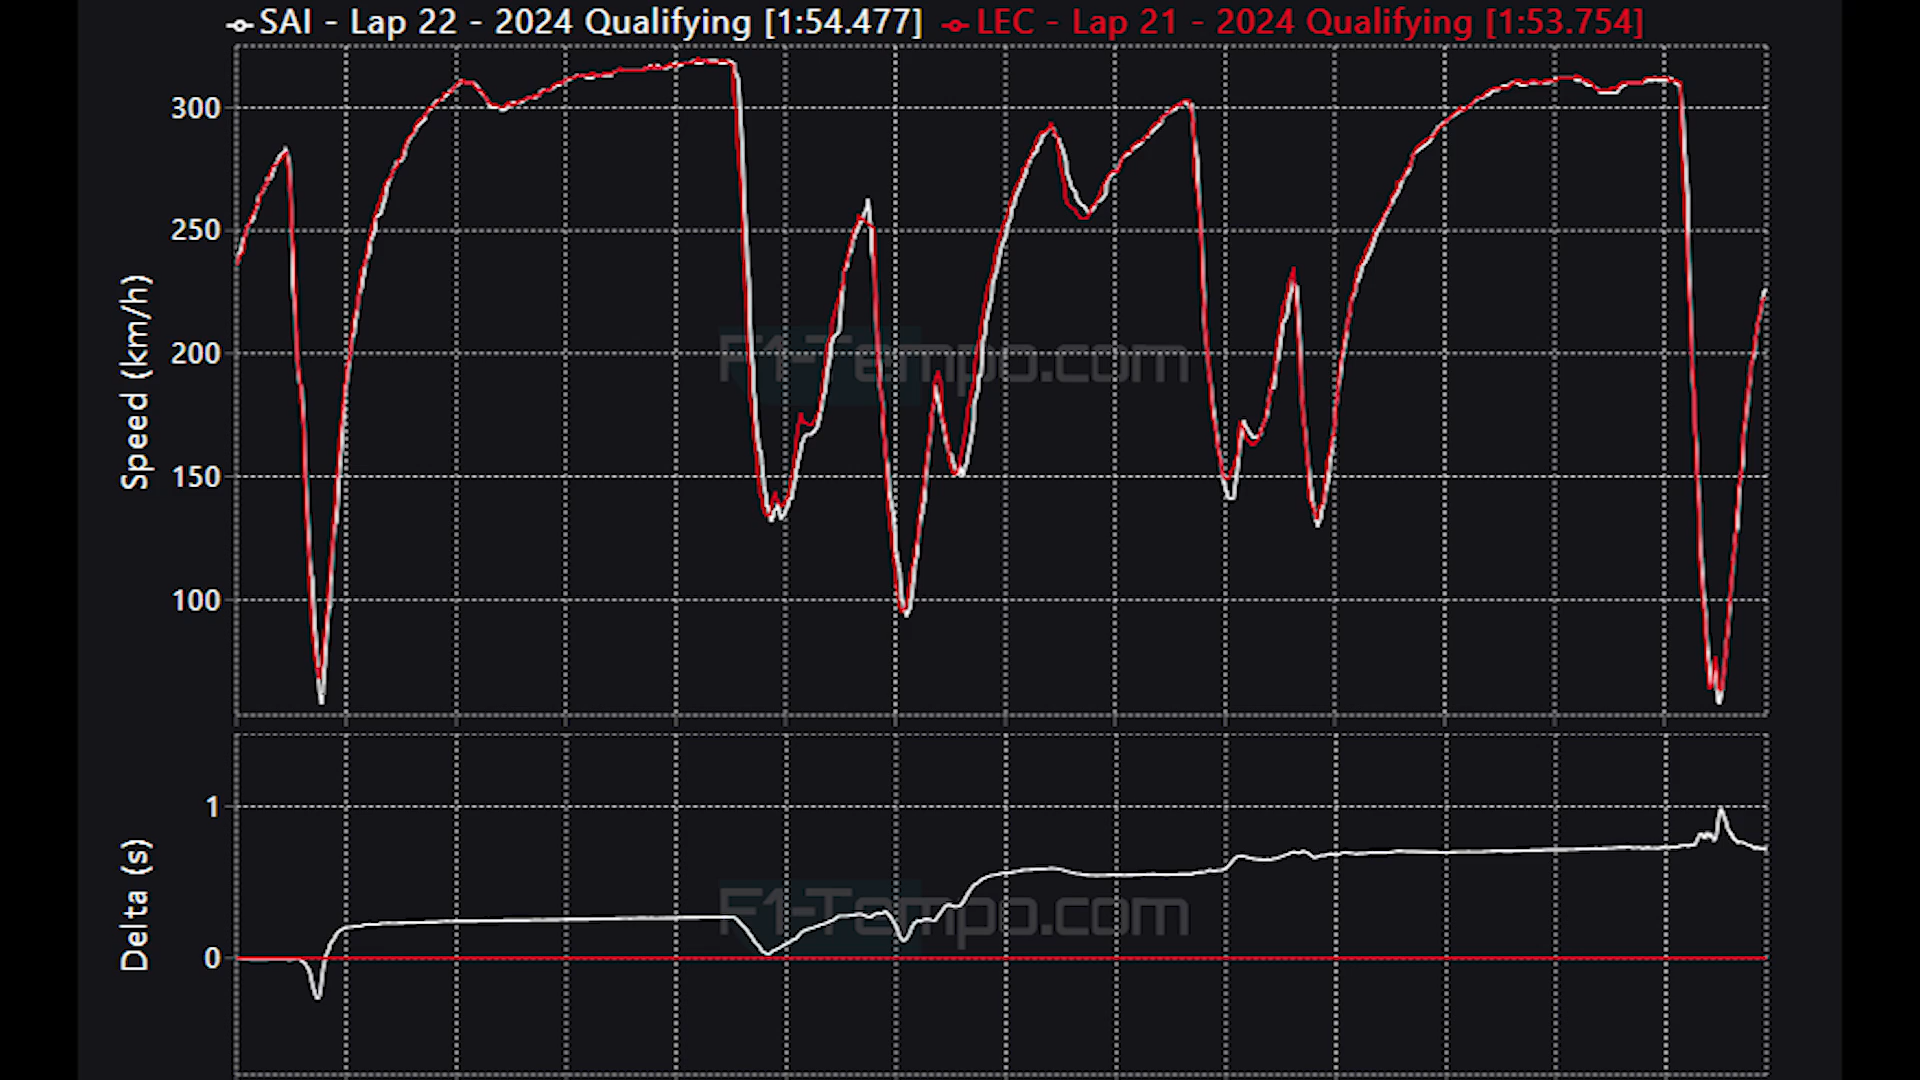 SAI - Lap 22 - 2024 Qualifying [1:54.477] LEC - Lap 21 - 2024 Qualifying [1:53.754]
300
250
200
150
100
Speed (km/h)
F1-Tempo.com
1
0
Delta (s)
F1-Tempo.com